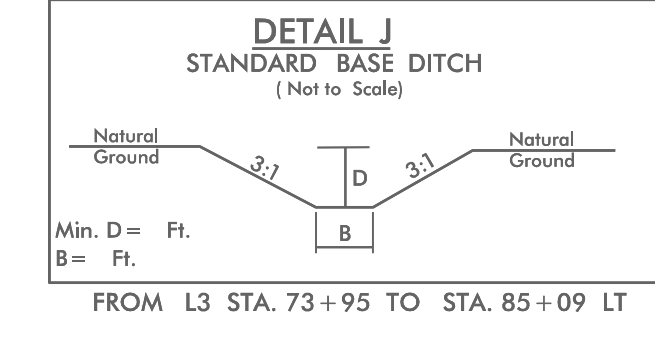 DETAIL J
STANDARD BASE DITCH
( Not to Scale)
Natural
Ground
3:1
D
3:1
Natural
Ground
B
Min. D = Ft.
B = Ft.
FROM L3 STA. 73+95 TO STA. 85+09 LT